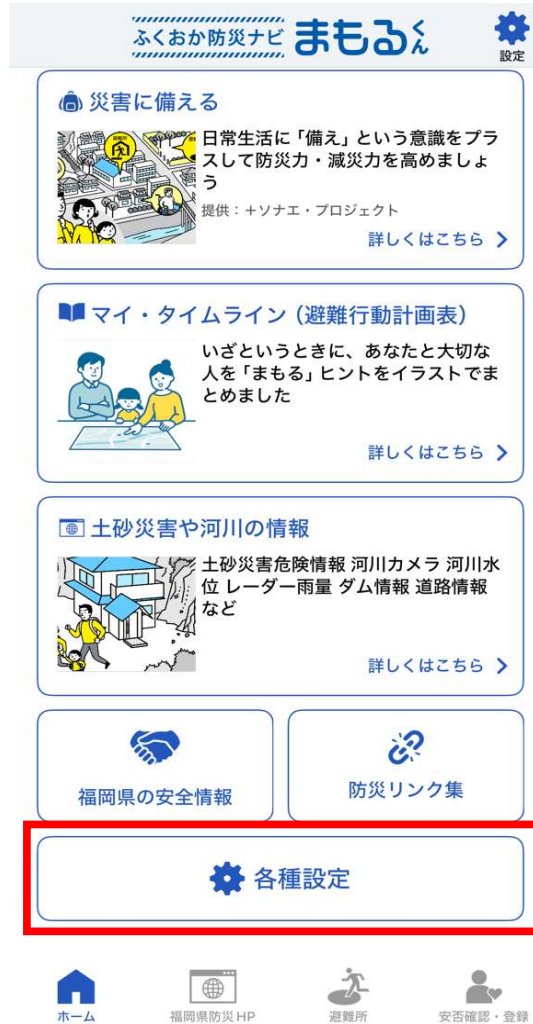 ふくおか防災ナビ まもるくん
設定
災害に備える
日常生活に「備え」という意識をプラ
スして防災力・減災力を高めましょ
う
提供：＋ソナエ・プロジェクト
詳しくはこちら
マイ・タイムライン（避難行動計画表）
いざというときに、あなたと大切な
人を「まもる」ヒントをイラストでま
とめました
詳しくはこちら
土砂災害や河川の情報
土砂災害危険情報 河川カメラ 河川水
位 レーダー雨量 ダム情報 道路情報
など
詳しくはこちら
福岡県の安全情報
防災リンク集
各種設定
ホーム
福岡県防災HP
避難所
安否確認・登録